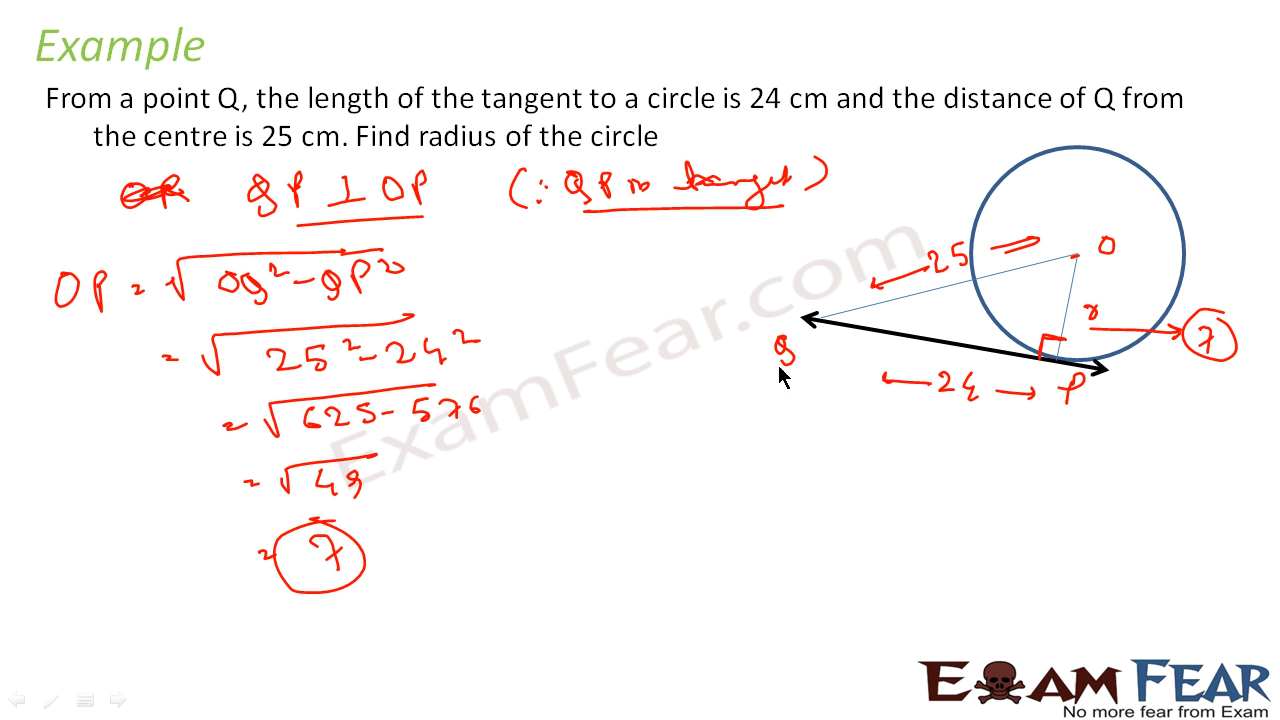 Example
From a point Q, the length of the tangent to a circle is 24 cm and the distance of Q from
the centre is 25 cm. Find radius of the circle
QP ⊥ OP (∵ QP is tangent)
OP = √(OQ² - QP²)
= √(25² - 24²)
= √(625 - 576)
= √49
= 7
25
O
r
7
Q
24
P
ExamFear.com
EXAMFEAR
No more fear from Exam